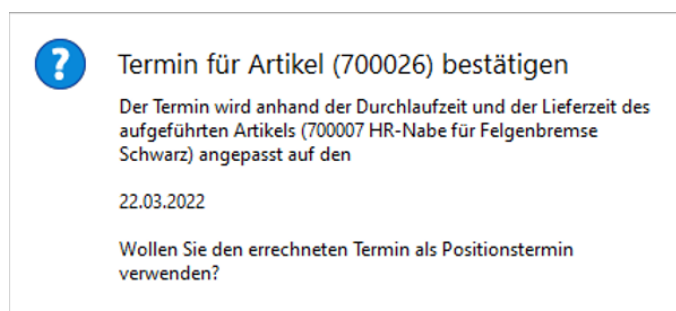 Termin für Artikel (700026) bestätigen
Der Termin wird anhand der Durchlaufzeit und der Lieferzeit des
aufgeführten Artikels (700007 HR-Nabe für Felgenbremse
Schwarz) angepasst auf den
22.03.2022
Wollen Sie den errechneten Termin als Positionstermin
verwenden?